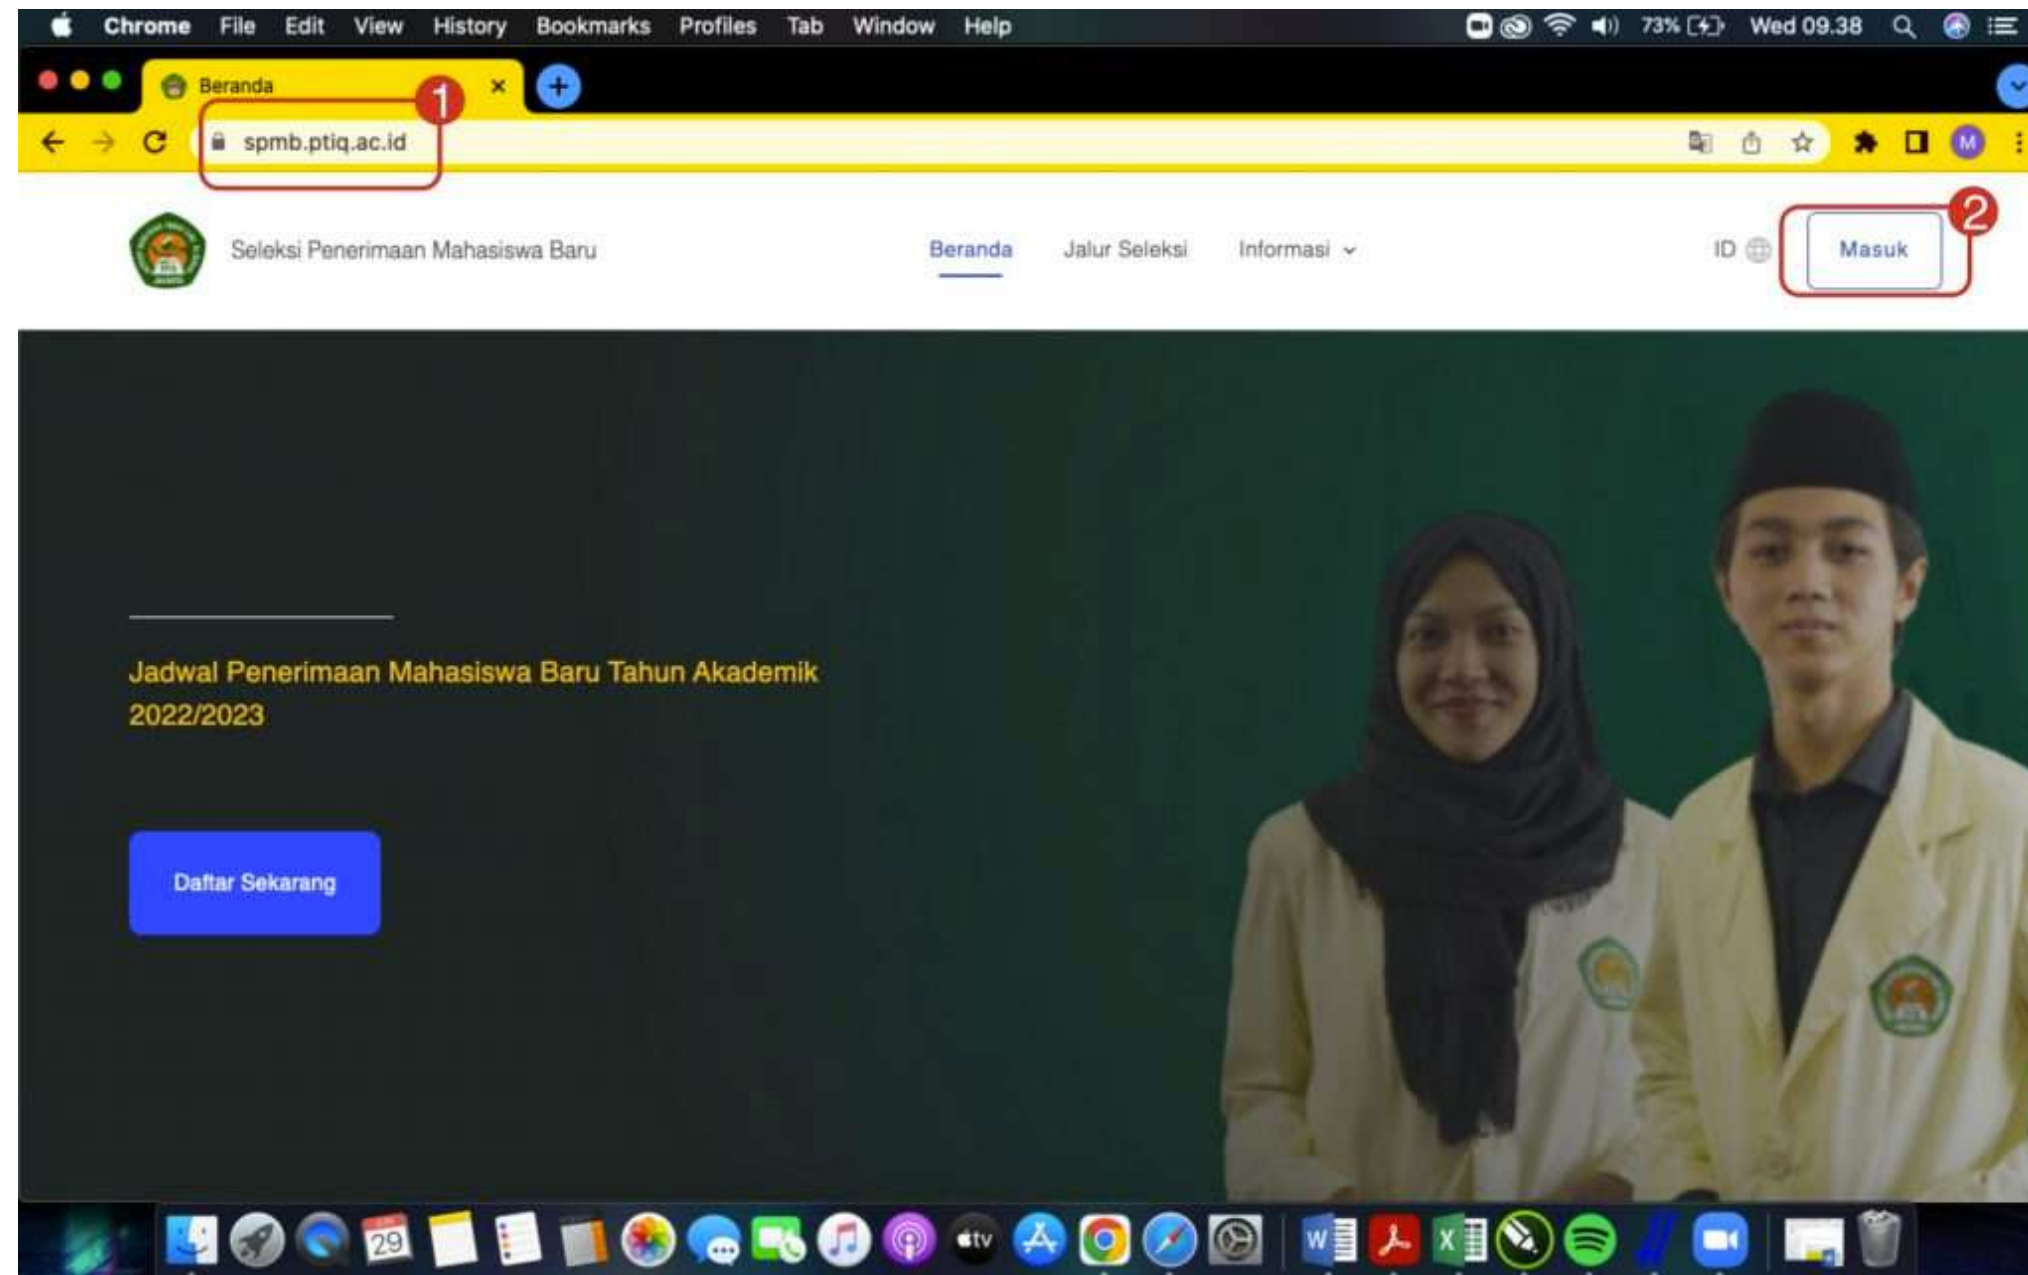 Chrome File Edit View History Bookmarks Profiles Tab Window Help 73% Wed 09.38
Beranda
1
spmb.ptiq.ac.id
M
2
Seleksi Penerimaan Mahasiswa Baru
Beranda Jalur Seleksi Informasi
ID
Masuk
Jadwal Penerimaan Mahasiswa Baru Tahun Akademik
2022/2023
Daftar Sekarang
29
tv
W
X